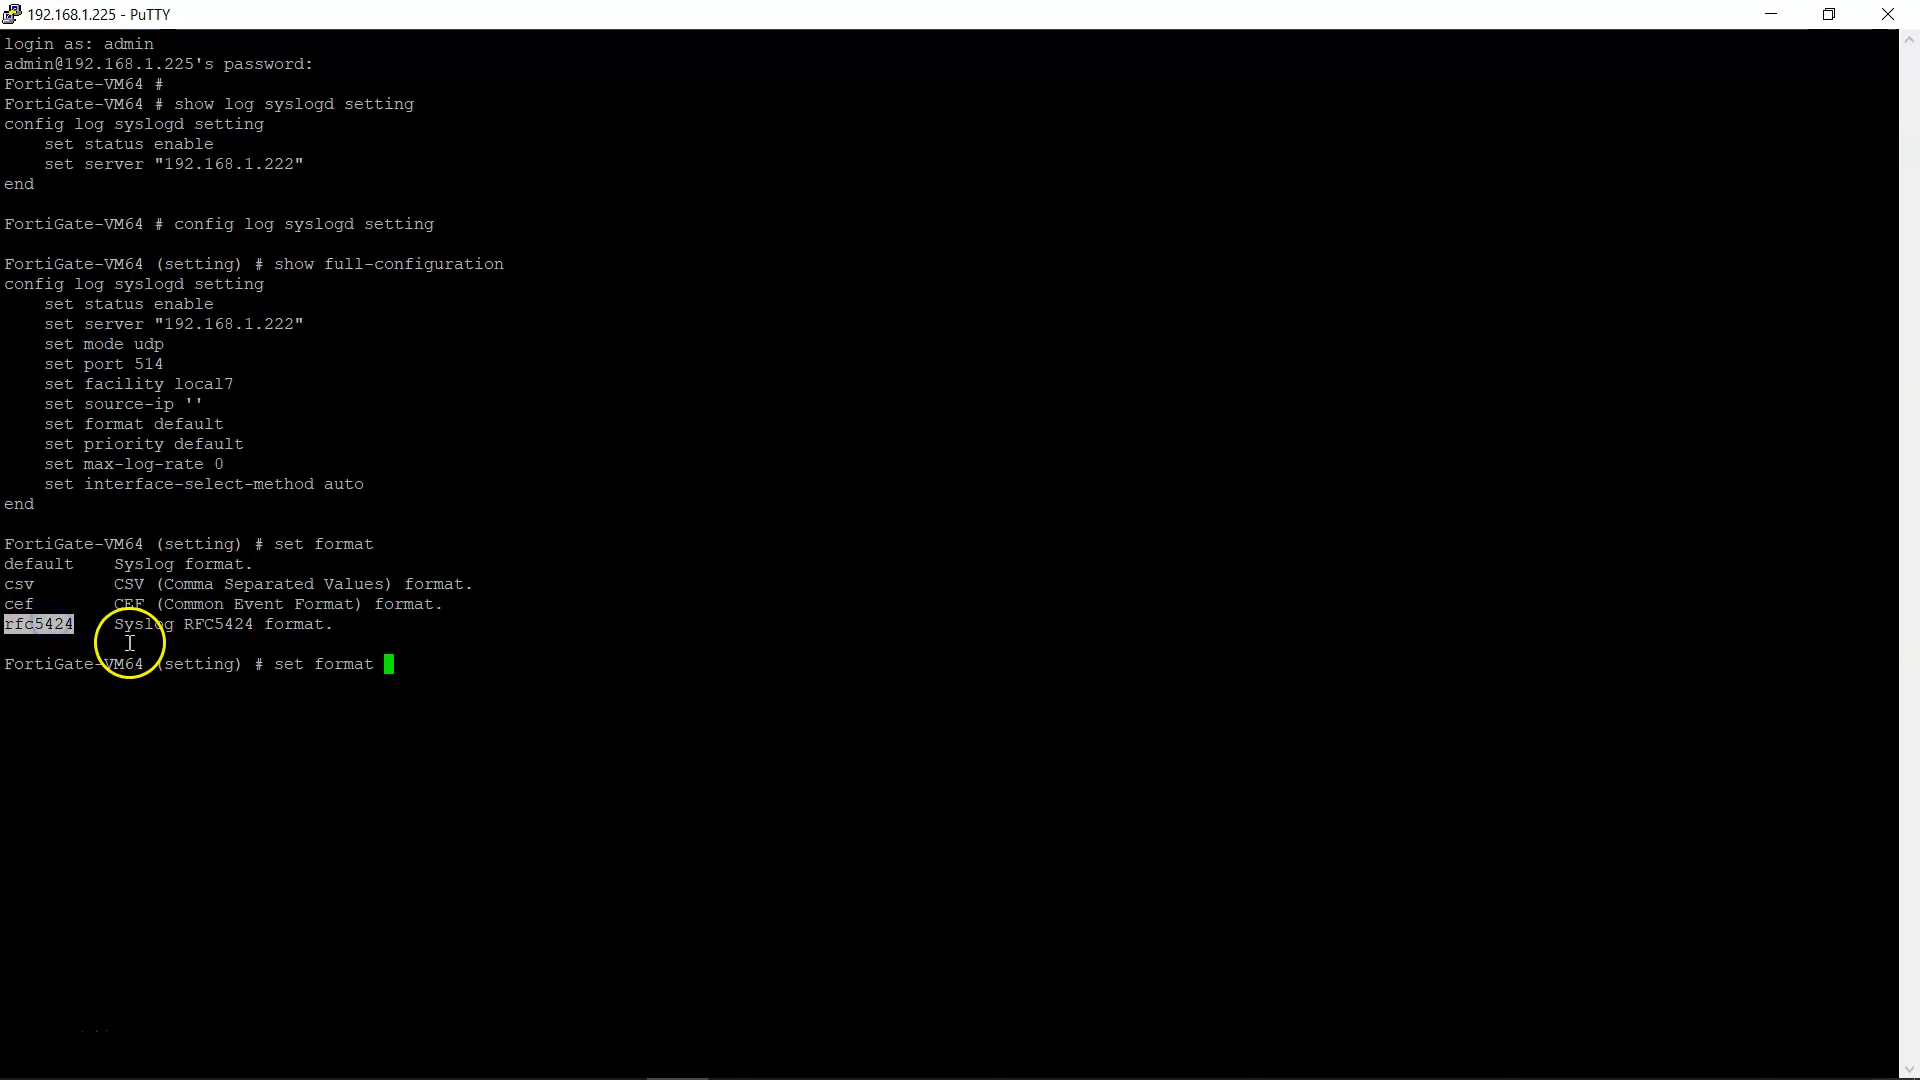 192.168.1.225 - PuTTY
login as: admin
admin@192.168.1.225's password:
FortiGate-VM64 #
FortiGate-VM64 # show log syslogd setting
config log syslogd setting
    set status enable
    set server "192.168.1.222"
end
FortiGate-VM64 # config log syslogd setting
FortiGate-VM64 (setting) # show full-configuration
config log syslogd setting
    set status enable
    set server "192.168.1.222"
    set mode udp
    set port 514
    set facility local7
    set source-ip ''
    set format default
    set priority default
    set max-log-rate 0
    set interface-select-method auto
end
FortiGate-VM64 (setting) # set format
default    Syslog format.
csv        CSV (Comma Separated Values) format.
cef        CEF (Common Event Format) format.
rfc5424    Syslog RFC5424 format.
FortiGate-VM64 (setting) # set format